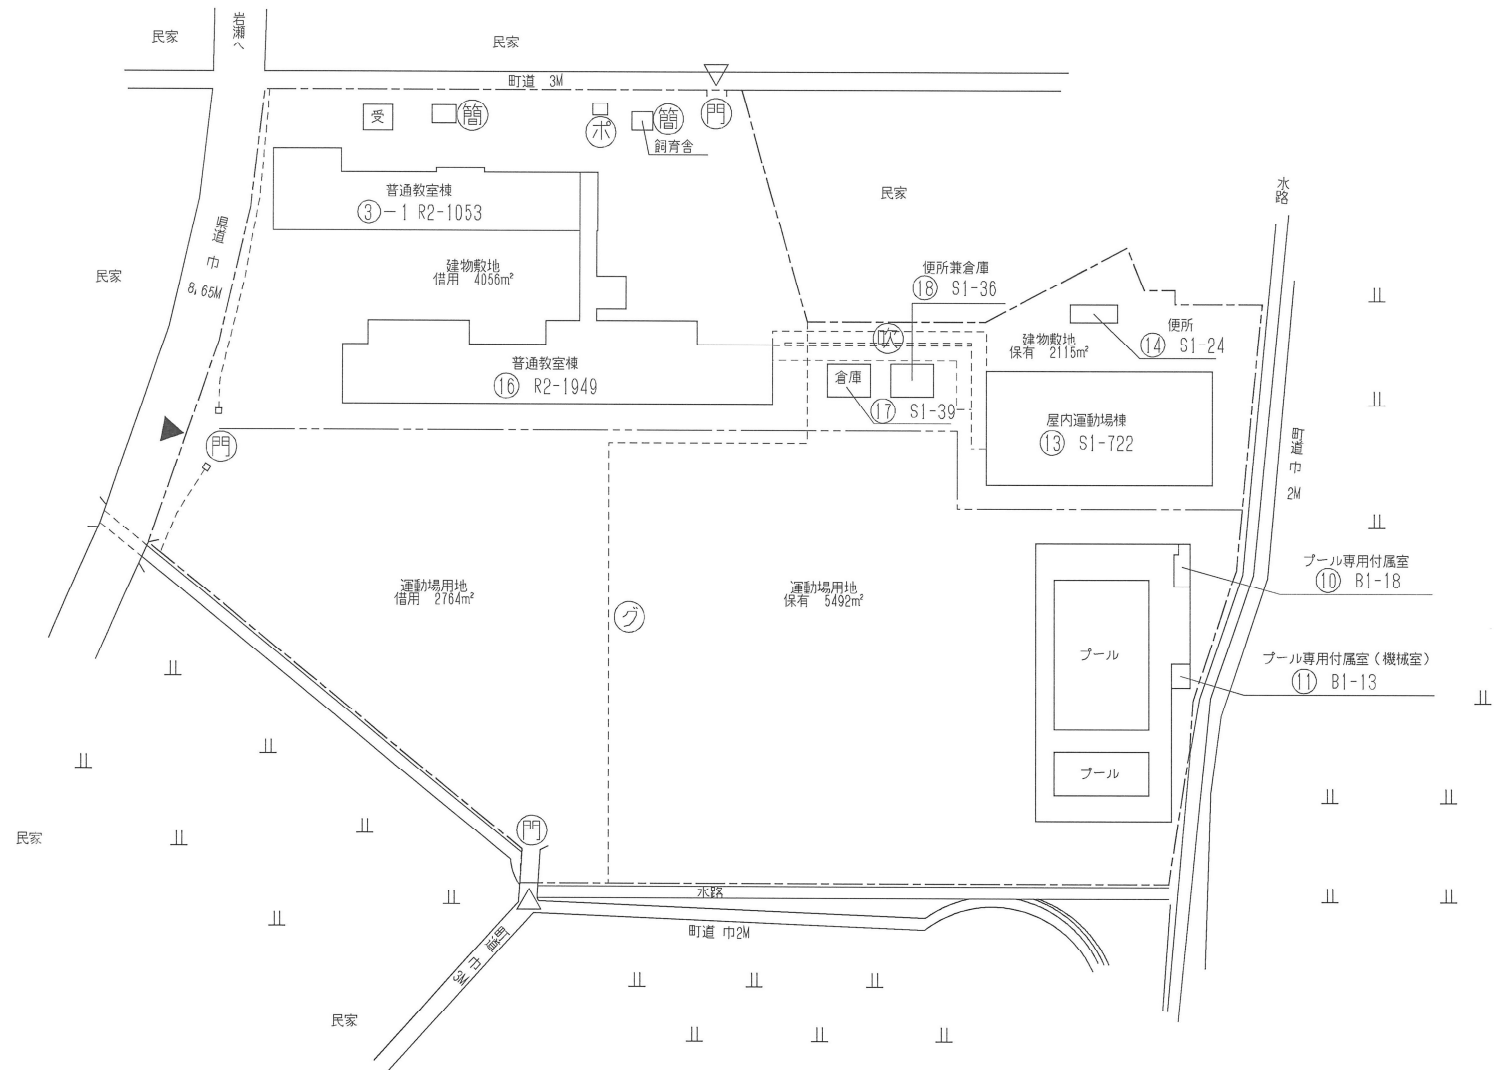 岩瀬へ
民家
民家
町道 3M
受
簡
ポ
簡
門
飼育舎
普通教室棟
③-1 R2-1053
民家
水路
県道 巾 8.65M
民家
建物敷地
借用 4056m²
便所兼倉庫
⑱ S1-36
便所
⑭ S1-24
吹
建物敷地
保有 2115m²
普通教室棟
⑯ R2-1949
倉庫
⑰ S1-39
屋内運動場棟
⑬ S1-722
門
町道巾 2M
プール専用付属室
⑩ B1-18
運動場用地
借用 2764m²
運動場用地
保有 5492m²
グ
プール
プール専用付属室(機械室)
⑪ B1-13
プール
民家
門
水路
町道 巾2M
巾 3M
民家